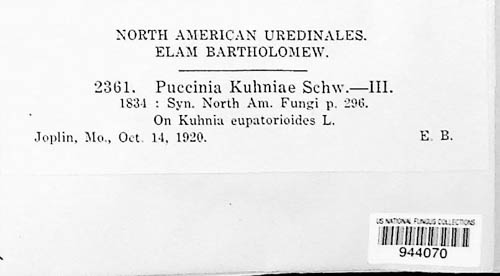 NORTH AMERICAN UREDINALES.
ELAM BARTHOLOMEW.
2361. Puccinia Kuhniae Schw.—III.
1834 : Syn. North Am. Fungi p. 296.
On Kuhnia eupatorioides L.
Joplin, Mo., Oct. 14, 1920. E. B.
US NATIONAL FUNGUS COLLECTIONS
944070